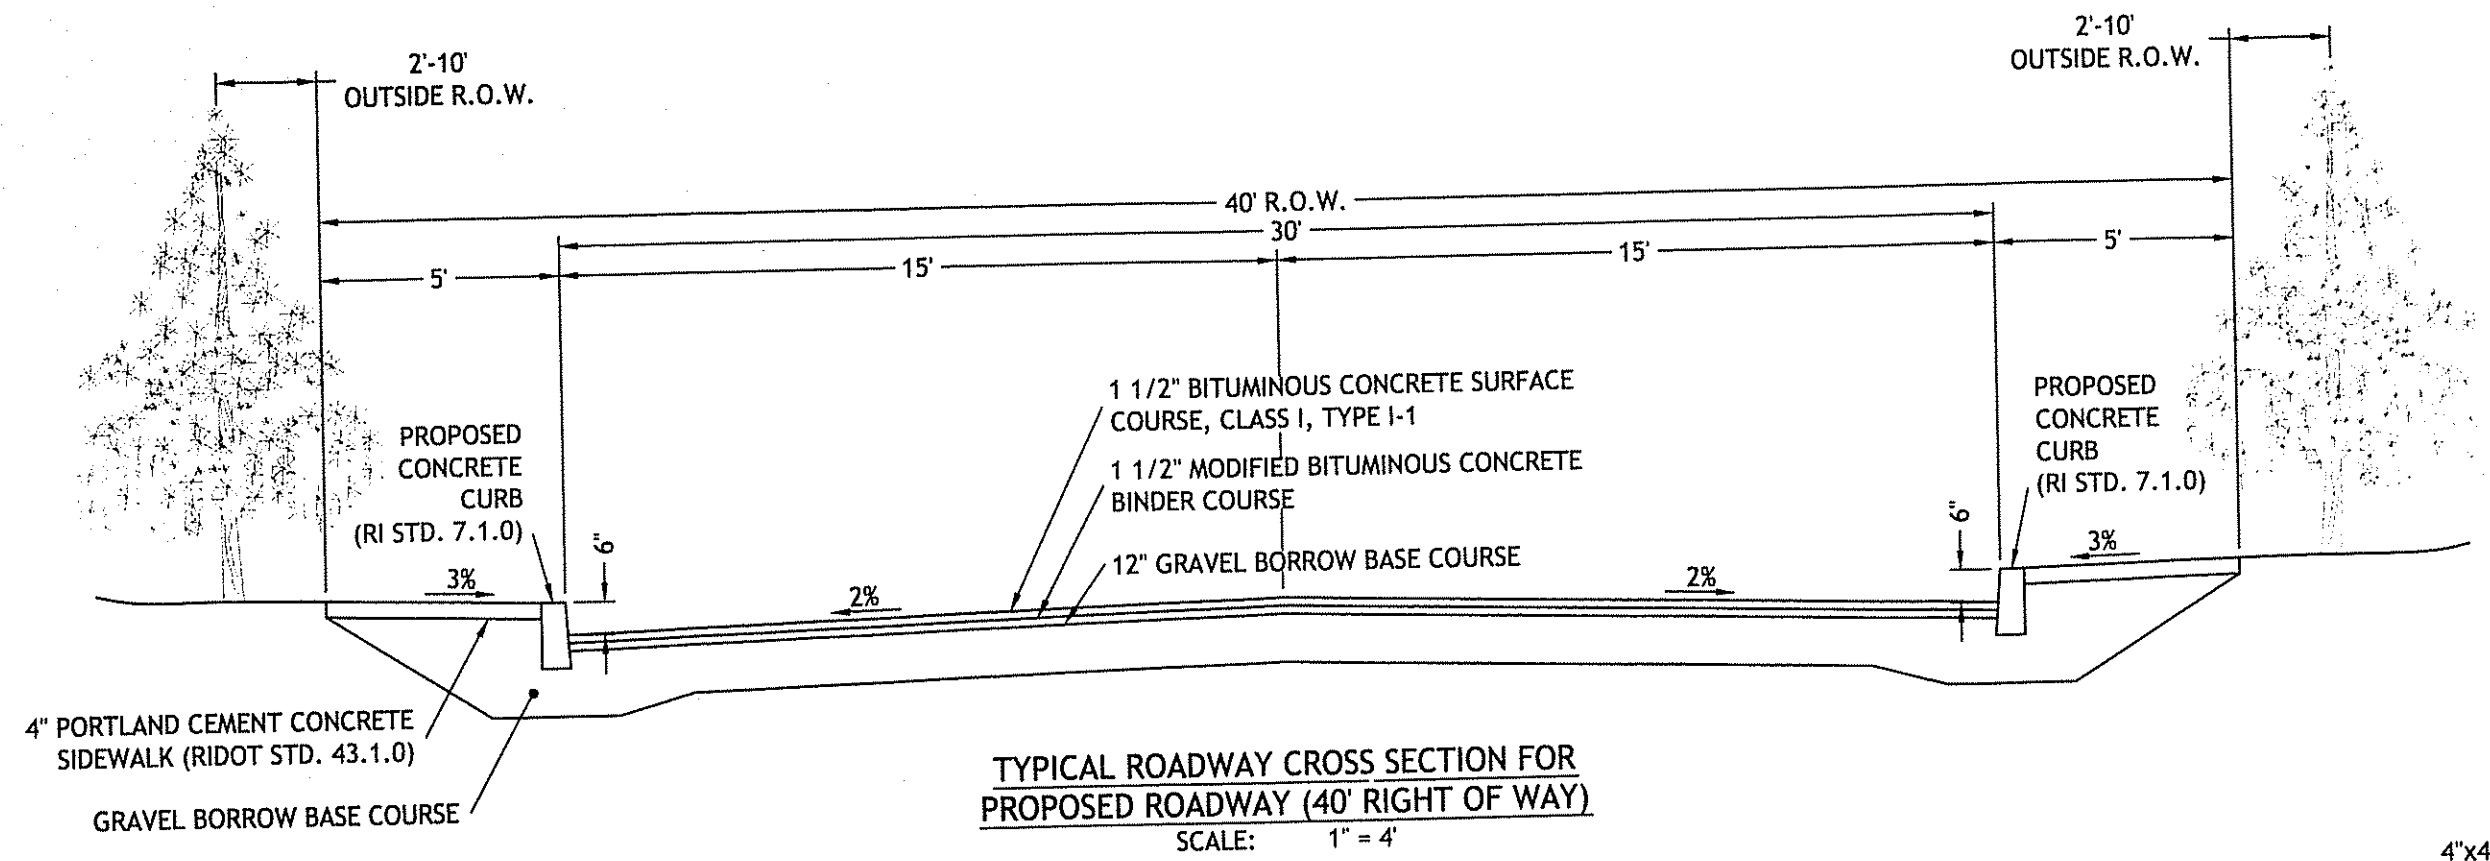 2'-10'
OUTSIDE R.O.W.
2'-10'
OUTSIDE R.O.W.
40' R.O.W.
30'
5'
15'
15'
5'
1 1/2" BITUMINOUS CONCRETE SURFACE
COURSE, CLASS I, TYPE I-1
1 1/2" MODIFIED BITUMINOUS CONCRETE
BINDER COURSE
12" GRAVEL BORROW BASE COURSE
PROPOSED
CONCRETE
CURB
(RI STD. 7.1.0)
PROPOSED
CONCRETE
CURB
(RI STD. 7.1.0)
6"
6"
3%
2%
2%
3%
4" PORTLAND CEMENT CONCRETE
SIDEWALK (RIDOT STD. 43.1.0)
GRAVEL BORROW BASE COURSE
TYPICAL ROADWAY CROSS SECTION FOR
PROPOSED ROADWAY (40' RIGHT OF WAY)
SCALE: 1" = 4'
4"x4